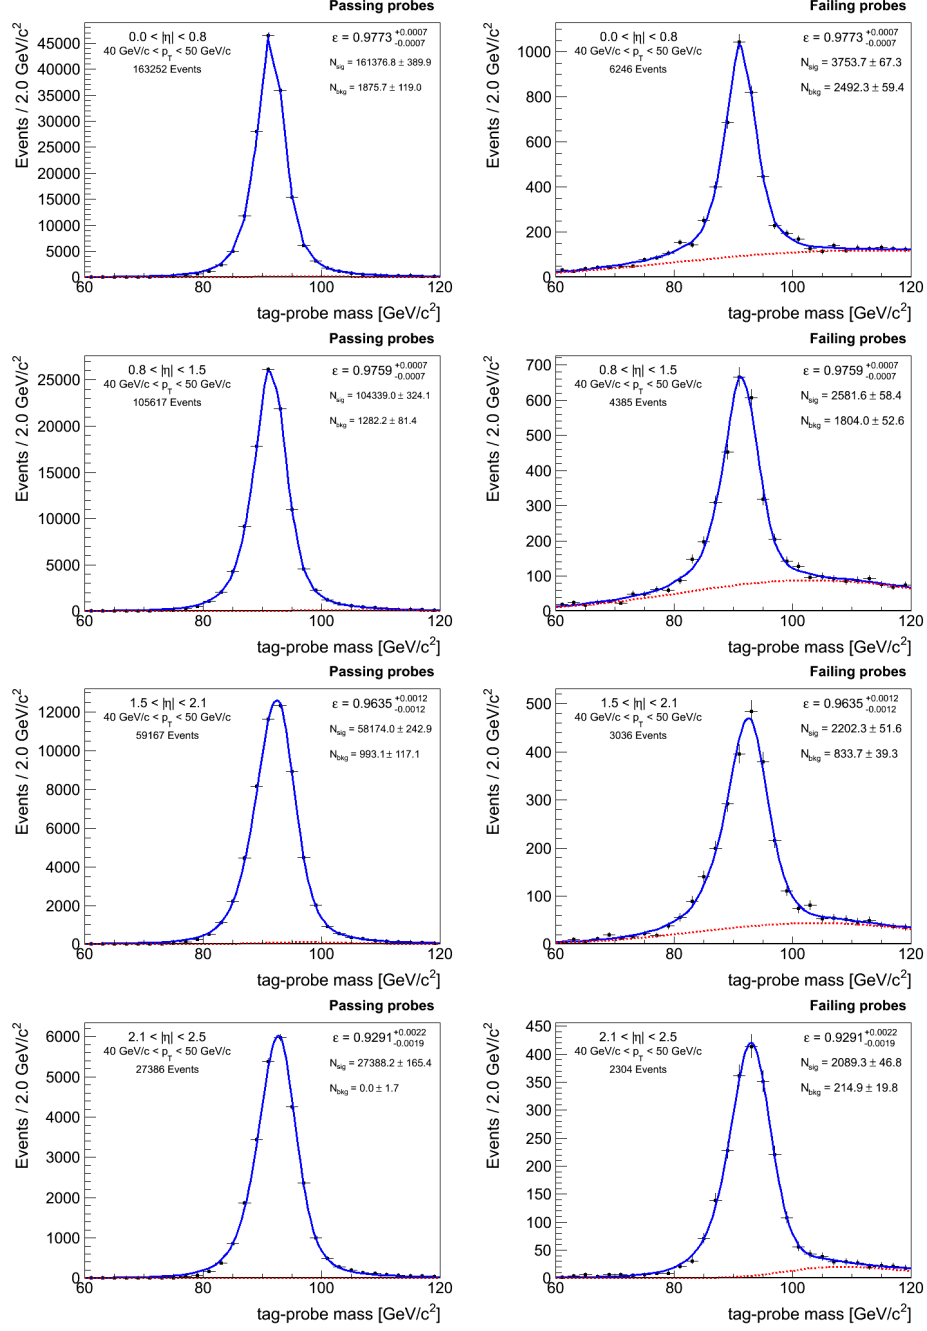 Passing probes
Events / 2.0 GeV/c²
0.0 < |η| < 0.8
40 GeV/c < p_T < 50 GeV/c
163252 Events
ε = 0.9773 +0.0007 -0.0007
N_sig = 161376.8 ± 389.9
N_bkg = 1875.7 ± 119.0
45000
40000
35000
30000
25000
20000
15000
10000
5000
0
60 80 100 120
tag-probe mass [GeV/c²]
Failing probes
Events / 2.0 GeV/c²
0.0 < |η| < 0.8
40 GeV/c < p_T < 50 GeV/c
6246 Events
ε = 0.9773 +0.0007 -0.0007
N_sig = 3753.7 ± 67.3
N_bkg = 2492.3 ± 59.4
1000
800
600
400
200
0
60 80 100 120
tag-probe mass [GeV/c²]
Passing probes
Events / 2.0 GeV/c²
0.8 < |η| < 1.5
40 GeV/c < p_T < 50 GeV/c
105617 Events
ε = 0.9759 +0.0007 -0.0007
N_sig = 104339.0 ± 324.1
N_bkg = 1282.2 ± 81.4
25000
20000
15000
10000
5000
0
60 80 100 120
tag-probe mass [GeV/c²]
Failing probes
Events / 2.0 GeV/c²
0.8 < |η| < 1.5
40 GeV/c < p_T < 50 GeV/c
4385 Events
ε = 0.9759 +0.0007 -0.0007
N_sig = 2581.6 ± 58.4
N_bkg = 1804.0 ± 52.6
700
600
500
400
300
200
100
0
60 80 100 120
tag-probe mass [GeV/c²]
Passing probes
Events / 2.0 GeV/c²
1.5 < |η| < 2.1
40 GeV/c < p_T < 50 GeV/c
59167 Events
ε = 0.9635 +0.0012 -0.0012
N_sig = 58174.0 ± 242.9
N_bkg = 993.1 ± 117.1
12000
10000
8000
6000
4000
2000
0
60 80 100 120
tag-probe mass [GeV/c²]
Failing probes
Events / 2.0 GeV/c²
1.5 < |η| < 2.1
40 GeV/c < p_T < 50 GeV/c
3036 Events
ε = 0.9635 +0.0012 -0.0012
N_sig = 2202.3 ± 51.6
N_bkg = 833.7 ± 39.3
500
400
300
200
100
0
60 80 100 120
tag-probe mass [GeV/c²]
Passing probes
Events / 2.0 GeV/c²
2.1 < |η| < 2.5
40 GeV/c < p_T < 50 GeV/c
27386 Events
ε = 0.9291 +0.0022 -0.0019
N_sig = 27388.2 ± 165.4
N_bkg = 0.0 ± 1.7
6000
5000
4000
3000
2000
1000
0
60 80 100 120
tag-probe mass [GeV/c²]
Failing probes
Events / 2.0 GeV/c²
2.1 < |η| < 2.5
40 GeV/c < p_T < 50 GeV/c
2304 Events
ε = 0.9291 +0.0022 -0.0019
N_sig = 2089.3 ± 46.8
N_bkg = 214.9 ± 19.8
450
400
350
300
250
200
150
100
50
0
60 80 100 120
tag-probe mass [GeV/c²]